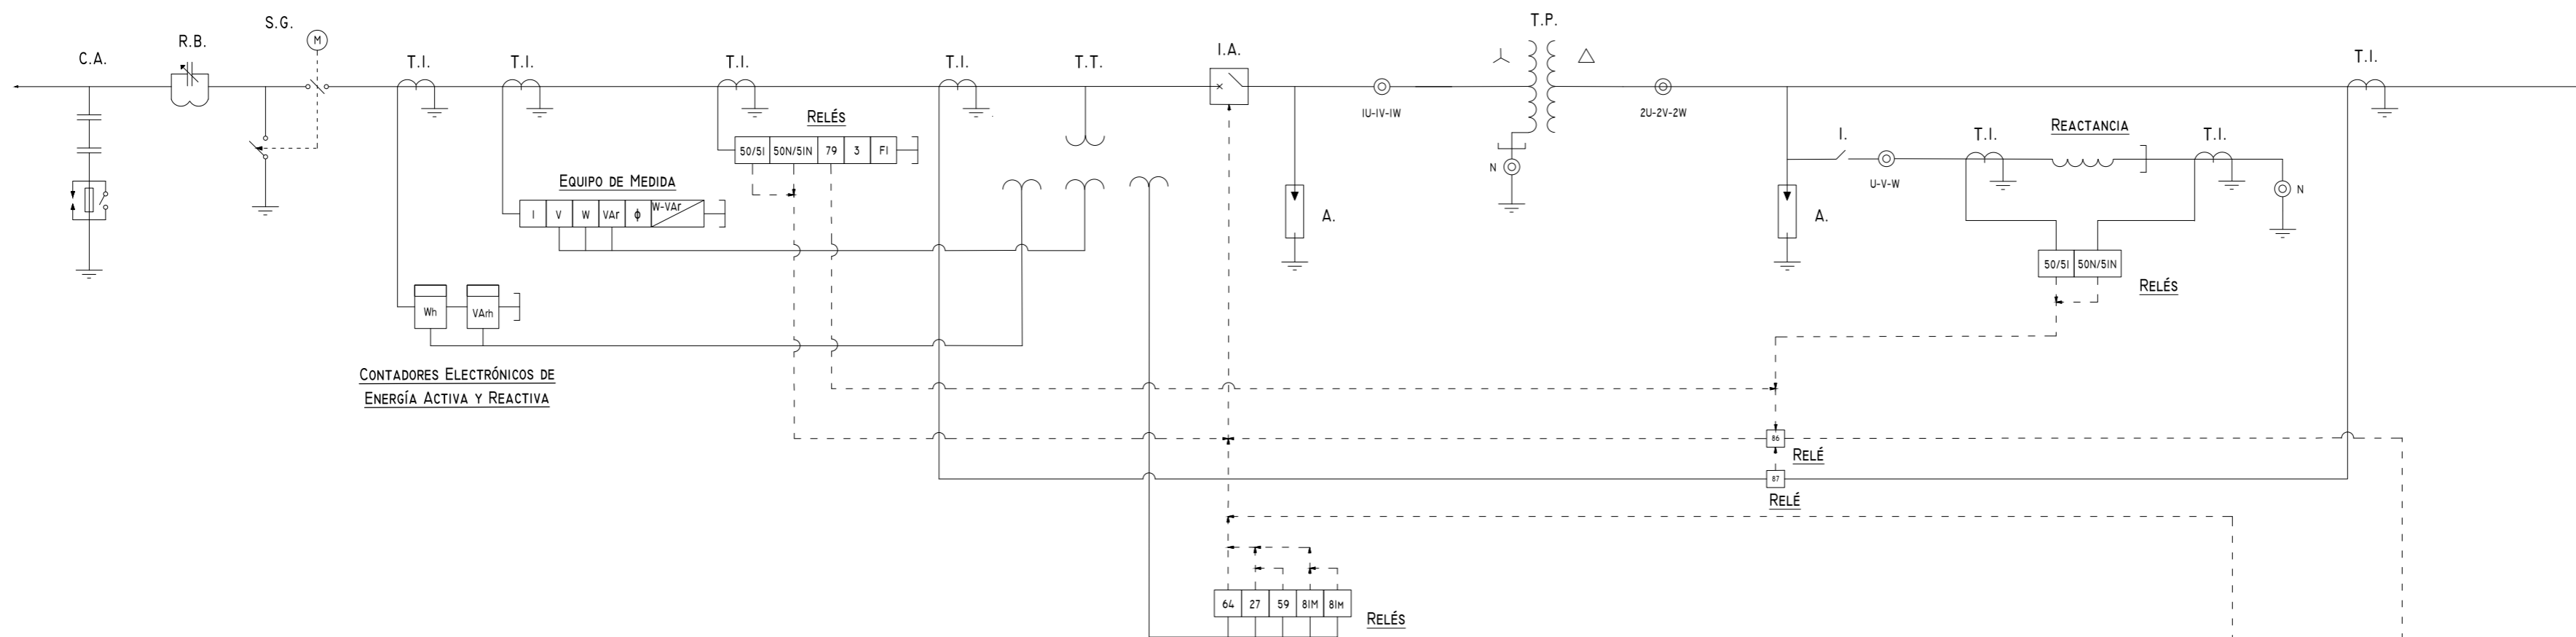 C.A.
R.B.
S.G.
M
T.I.
T.I.
T.I.
T.I.
T.T.
I.A.
T.P.
T.I.
1U-1V-1W
2U-2V-2W
RELÉS
50/51
50N/51N
79
3
FI
I.
T.I.
REACTANCIA
T.I.
U-V-W
N
N
EQUIPO DE MEDIDA
I
V
W
VAr
ϕ
W-VAr
A.
A.
50/51
50N/51N
RELÉS
Wh
VArh
CONTADORES ELECTRÓNICOS DE
ENERGÍA ACTIVA Y REACTIVA
86
RELÉ
87
RELÉ
64
27
59
81M
81m
RELÉS